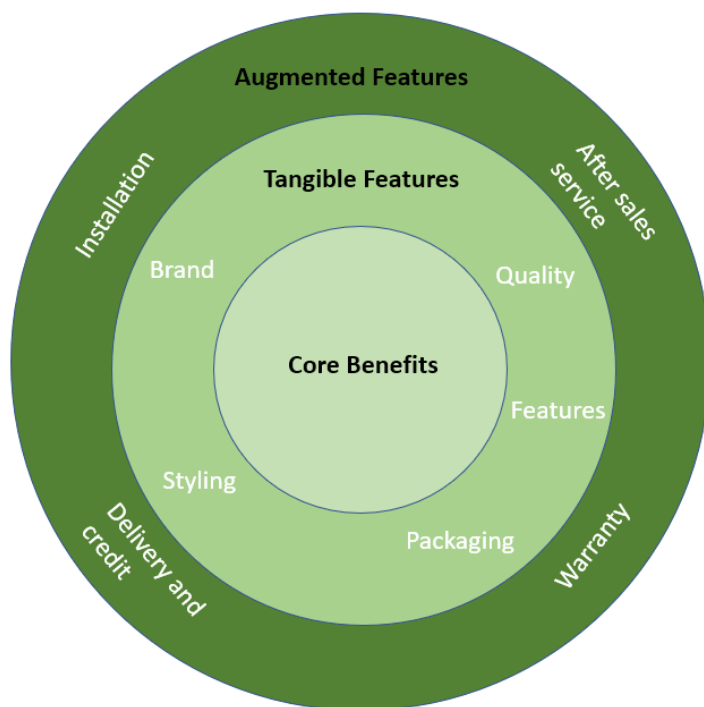 Augmented Features
Installation
After sales
service
Tangible Features
Brand
Quality
Core Benefits
Features
Styling
Packaging
Delivery and
credit
Warranty